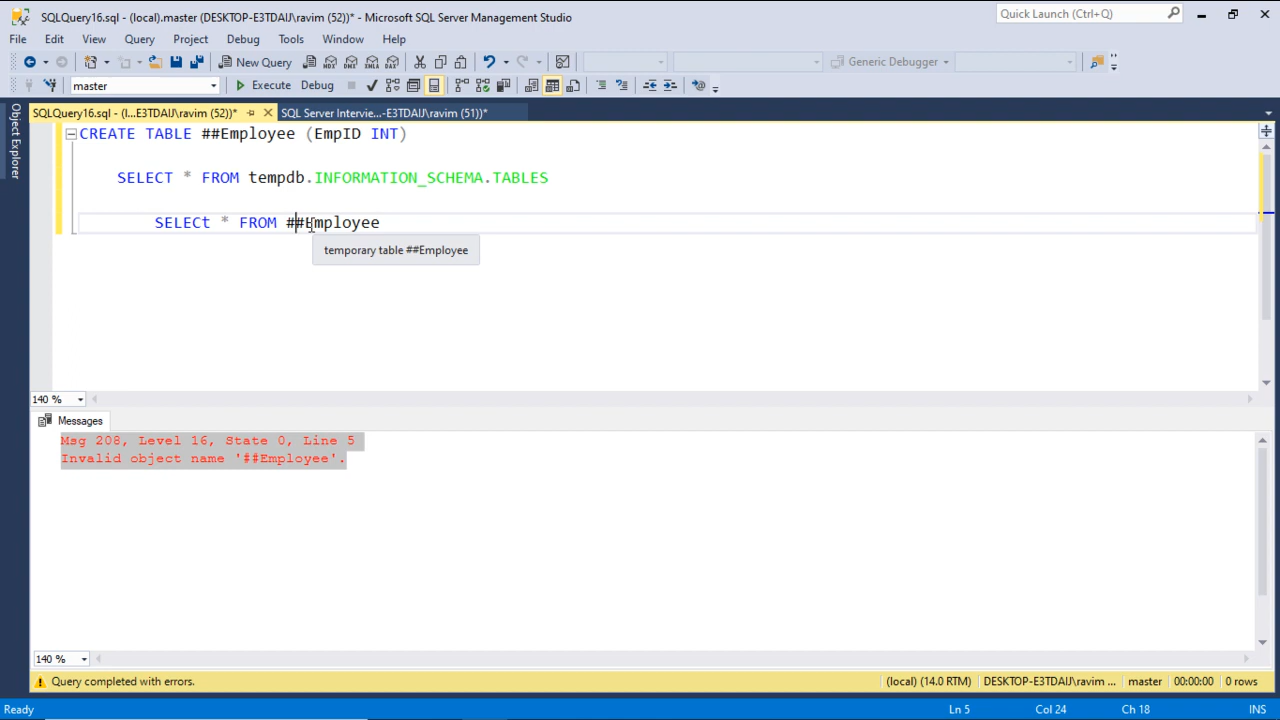 SQLQuery16.sql - (local).master (DESKTOP-E3TDAIJ\ravim (52))* - Microsoft SQL Server Management Studio
Quick Launch (Ctrl+Q)
File Edit View Query Project Debug Tools Window Help
New Query
Generic Debugger
master
Execute
Debug
SQLQuery16.sql - (l...E3TDAIJ\ravim (52))*
SQL Server Intervie...-E3TDAIJ\ravim (51))*
Object Explorer
CREATE TABLE ##Employee (EmpID INT)
SELECT * FROM tempdb.INFORMATION_SCHEMA.TABLES
SELECt * FROM ##Employee
temporary table ##Employee
140 %
Messages
Msg 208, Level 16, State 0, Line 5
Invalid object name '##Employee'.
140 %
Query completed with errors.
(local) (14.0 RTM)
DESKTOP-E3TDAIJ\ravim ...
master
00:00:00
0 rows
Ready
Ln 5
Col 24
Ch 18
INS